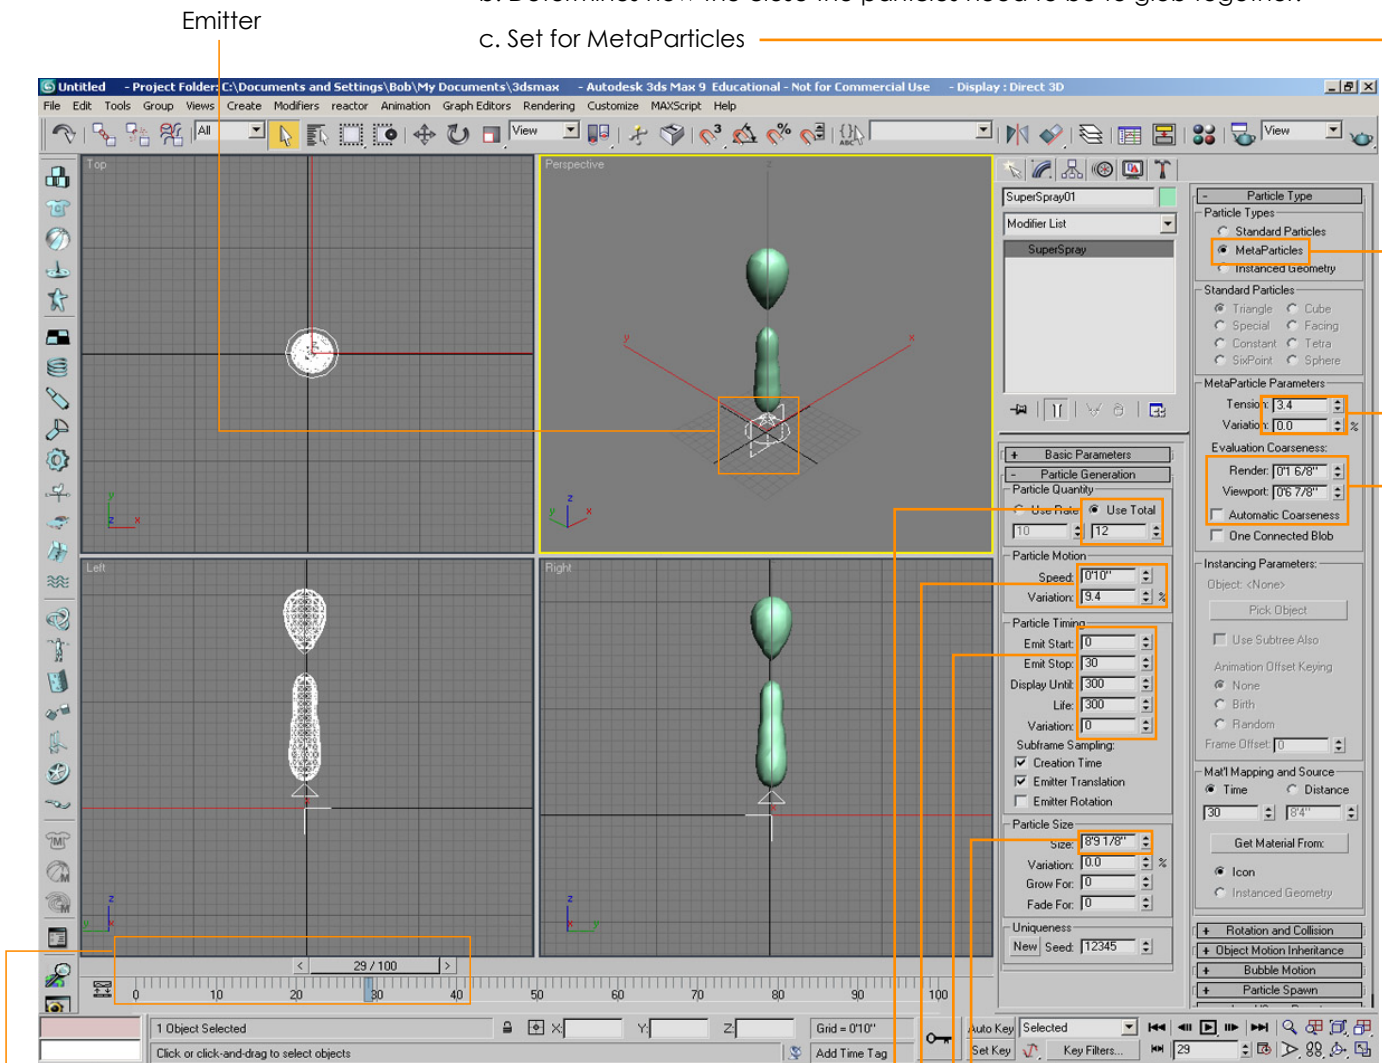 b. Determines how the close the particles need to be to glob together.
Emitter
c. Set for MetaParticles
Untitled - Project Folder: C:\Documents and Settings\Bob\My Documents\3dsmax - Autodesk 3ds Max 9 Educational - Not for Commercial Use - Display : Direct 3D
File Edit Tools Group Views Create Modifiers reactor Animation Graph Editors Rendering Customize MAXScript Help
All
View
View
Top
Perspective
Left
Right
SuperSpray01
Modifier List
SuperSpray
+ Basic Parameters
- Particle Generation
Particle Quantity
Use Rate Use Total
10 12
Particle Motion
Speed: 0'10"
Variation: 9.4 %
Particle Timing
Emit Start: 0
Emit Stop: 30
Display Until: 300
Life: 300
Variation: 0
Subframe Sampling:
Creation Time
Emitter Translation
Emitter Rotation
Particle Size
Size: 8'9 1/8"
Variation: 0.0 %
Grow For: 0
Fade For: 0
Uniqueness
New Seed: 12345
- Particle Type
Particle Types
Standard Particles
MetaParticles
Instanced Geometry
Standard Particles
Triangle Cube
Special Facing
Constant Tetra
SixPoint Sphere
MetaParticle Parameters
Tension: 3.4
Variation: 0.0 %
Evaluation Coarseness:
Render: 0'1 6/8"
Viewport: 0'6 7/8"
Automatic Coarseness
One Connected Blob
Instancing Parameters:
Object: <None>
Pick Object
Use Subtree Also
Animation Offset Keying
None
Birth
Random
Frame Offset: 0
Mat'l Mapping and Source
Time Distance
30 8'4"
Get Material From:
Icon
Instanced Geometry
+ Rotation and Collision
+ Object Motion Inheritance
+ Bubble Motion
+ Particle Spawn
< 29 / 100 >
0 10 20 30 40 50 60 70 80 90 100
1 Object Selected X: Y: Z: Grid = 0'10" Auto Key Selected
Click or click-and-drag to select objects Add Time Tag Set Key Key Filters... 29